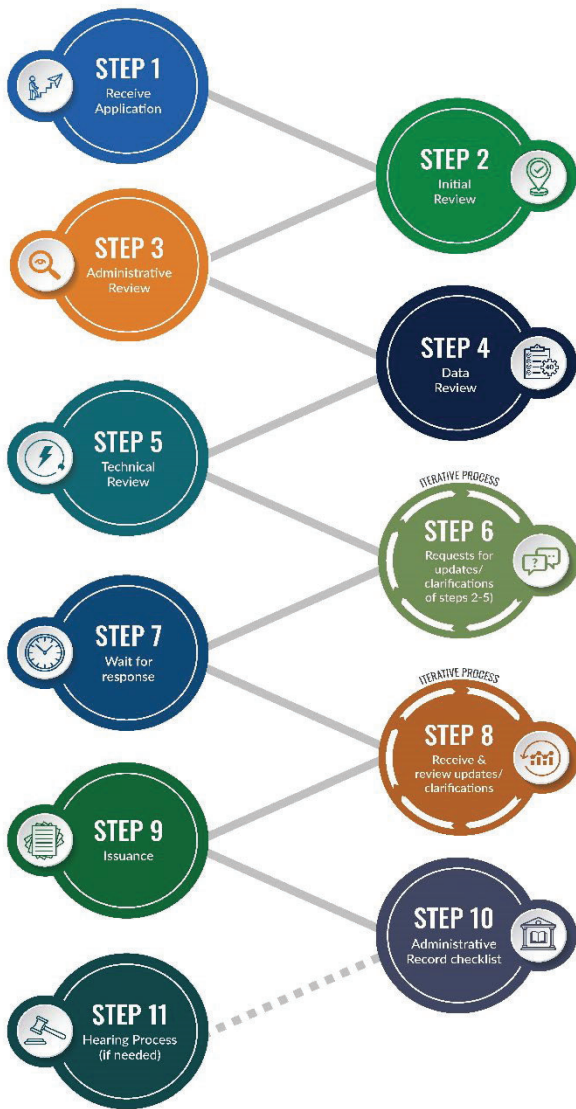 STEP 1
Receive
Application
STEP 2
Initial
Review
STEP 3
Administrative
Review
STEP 4
Data
Review
STEP 5
Technical
Review
ITERATIVE PROCESS
STEP 6
Requests for
updates/
clarifications
of steps 2-5)
?
STEP 7
Wait for
response
ITERATIVE PROCESS
STEP 8
Receive &
review updates/
clarifications
STEP 9
Issuance
STEP 10
Administrative
Record checklist
STEP 11
Hearing Process
(if needed)